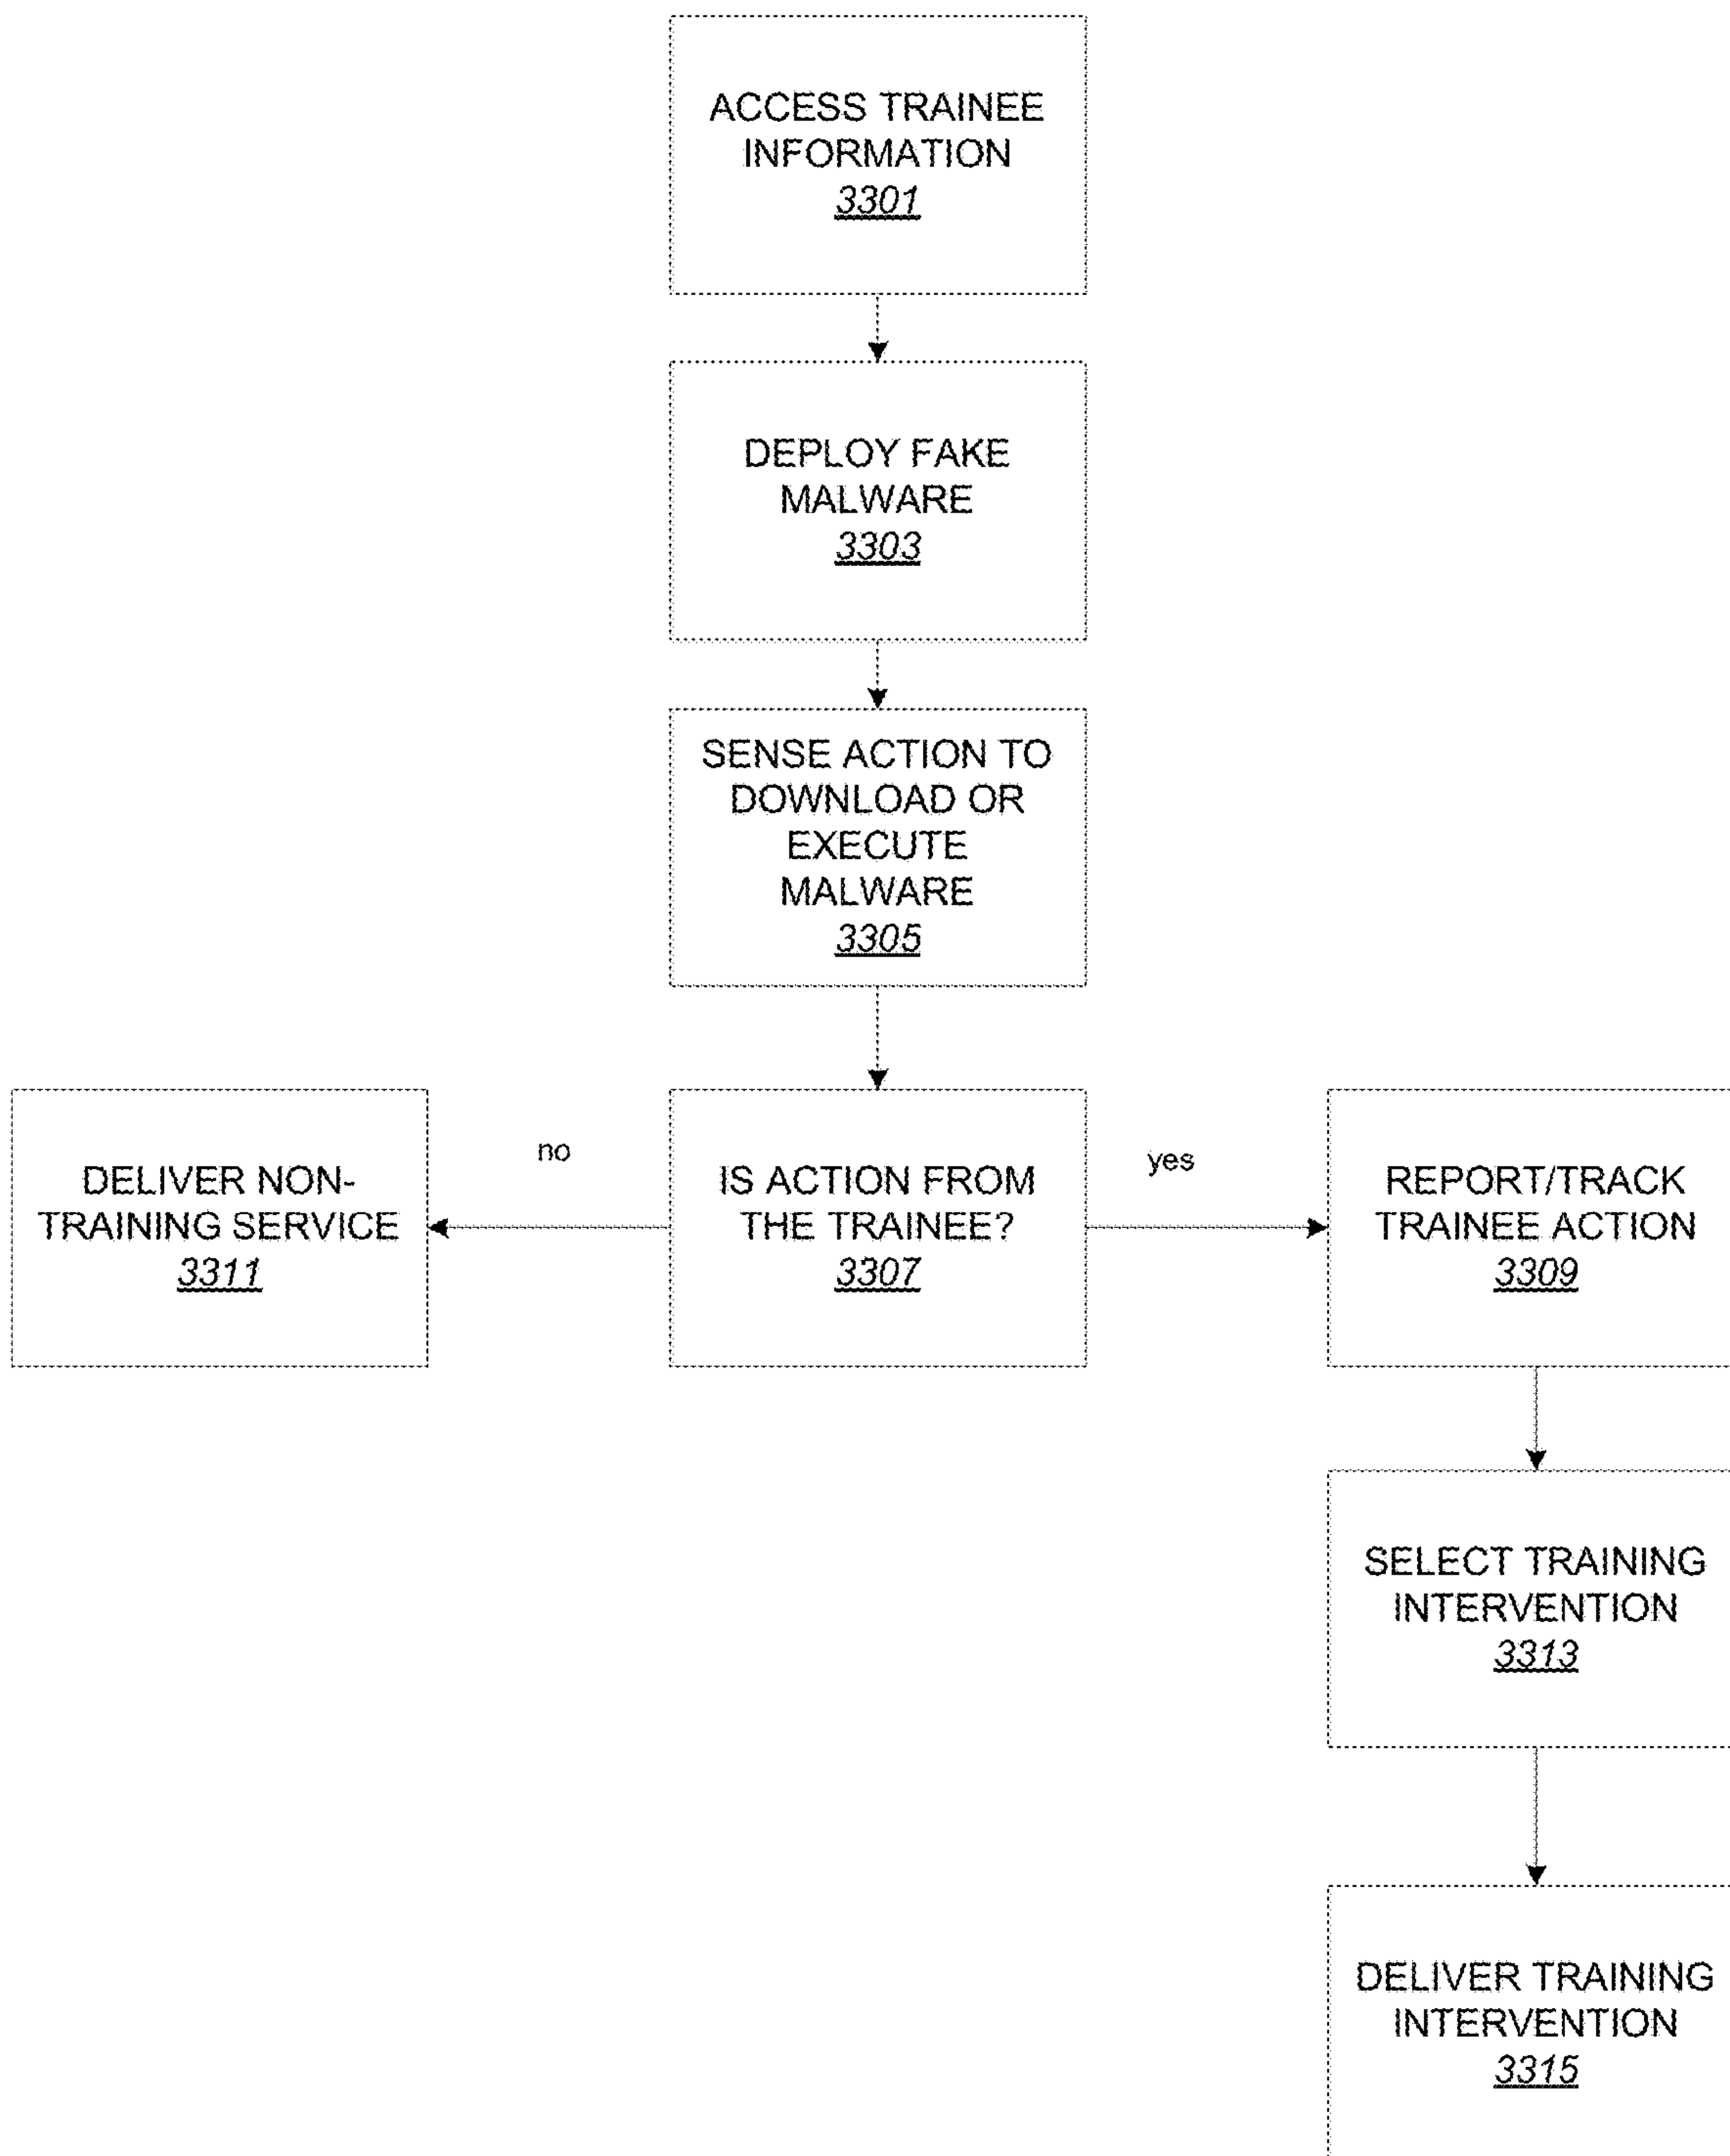 ACCESS TRAINEE
INFORMATION
3301
DEPLOY FAKE
MALWARE
3303
SENSE ACTION TO
DOWNLOAD OR
EXECUTE
MALWARE
3305
DELIVER NON-
TRAINING SERVICE
3311
no
IS ACTION FROM
THE TRAINEE?
3307
yes
REPORT/TRACK
TRAINEE ACTION
3309
SELECT TRAINING
INTERVENTION
3313
DELIVER TRAINING
INTERVENTION
3315